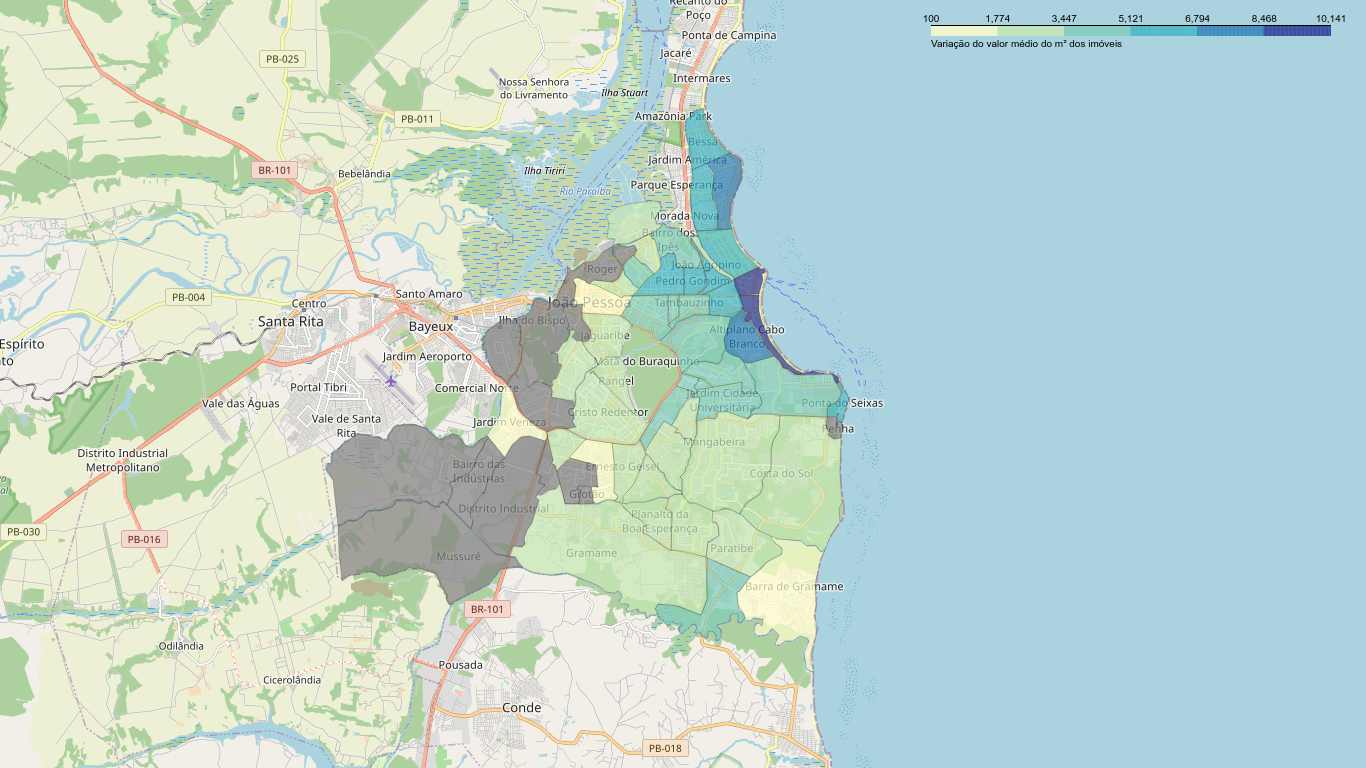 Recanto do
Poço
100 1,774 3,447 5,121 6,794 8,468 10,141
Variação do valor médio do m² dos imóveis
Ponta de Campina
Jacaré
PB-025
Intermares
Nossa Senhora
do Livramento
Ilha Stuart
PB-011
Amazônia Park
Bessa
Jardim América
BR-101
Ilha Tiriri
Bebelândia
Parque Esperança
Rio Paraíba
Morada Nova
Bairro dos
Ipês
João Agripino
Roger
Pedro Gondim
PB-004
Santo Amaro
Centro
João Pessoa
Tambauzinho
Santa Rita
Bayeux
Ilha do Bispo
Altiplano Cabo
Branco
Jaguaribe
Espírito
to
Jardim Aeroporto
Mata do Buraquinho
Rangel
Portal Tibri
Comercial Norte
Jardim Cidade
Universitária
Vale das Águas
Ponta do Seixas
Vale de Santa
Rita
Cristo Redentor
Jardim Veneza
Penha
Mangabeira
Distrito Industrial
Metropolitano
Bairro das
Indústrias
Ernesto Geisel
Costa do Sol
Grotão
Distrito Industrial
Planalto da
Boa Esperança
PB-030
PB-016
Mussuré
Gramame
Paratibe
Barra de Gramame
BR-101
Odilândia
Pousada
Cicerolândia
Conde
PB-018